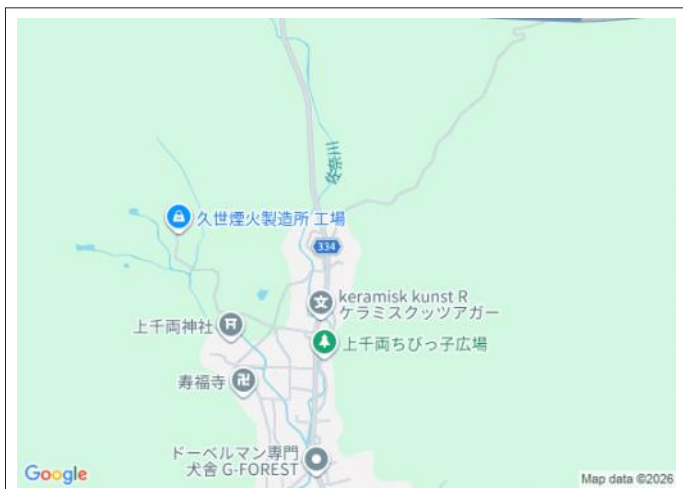 久世煙火製造所 工場
334
keramisk kunst R
ケラミスクッツアガー
上千両神社
上千両ちびっ子広場
寿福寺
ドーベルマン専門
犬舎 G-FOREST
Google
Map data ©2026